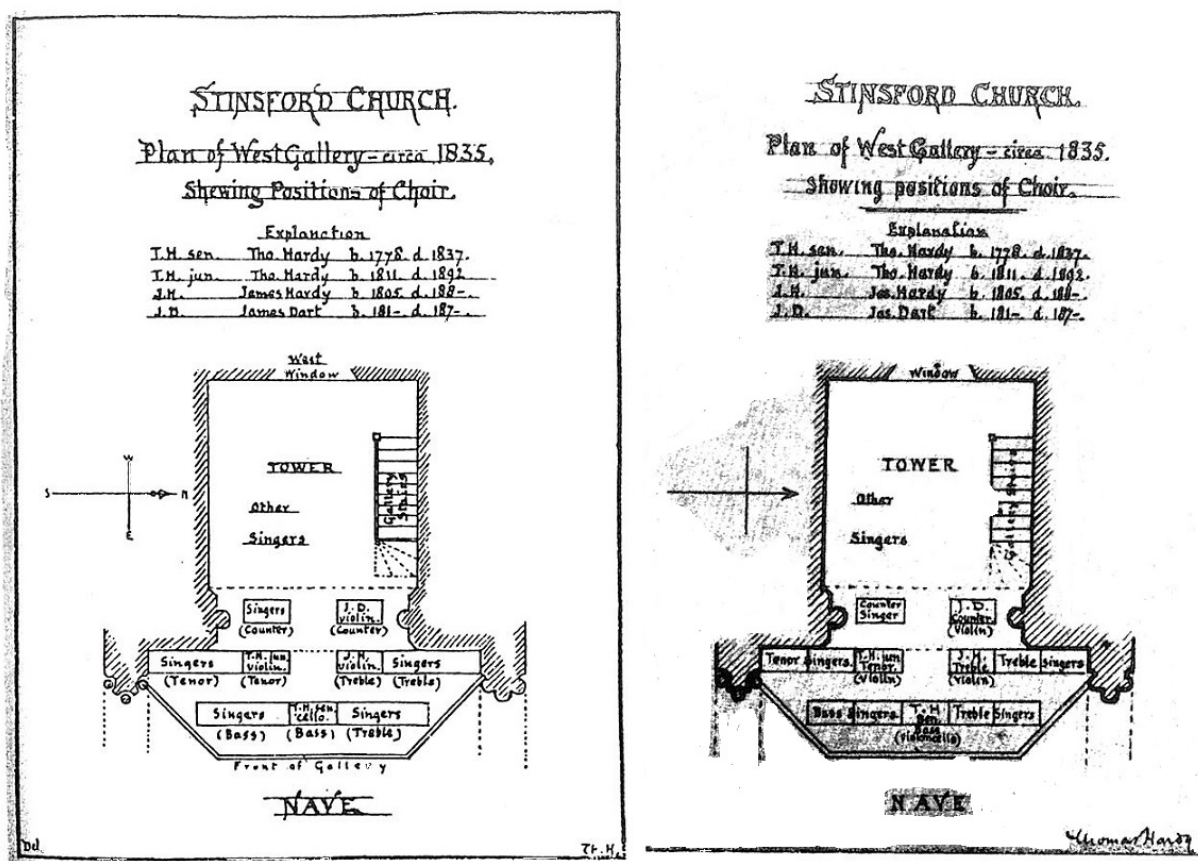 STINSFORD CHURCH.
Plan of West Gallery – circa 1835.
Shewing Positions of Choir.
Explanation
T.H. sen. Tho. Hardy b. 1778. d. 1837.
T.H. jun. Tho. Hardy b. 1811. d. 1892
J.H. James Hardy b. 1805. d. 188-.
J.D. James Dart b. 181-. d. 187-.
West
Window
TOWER
Other
Singers
Gallery
Stairs
W
S
N
E
Singers
(Counter)
J.D.
violin.
(Counter)
Singers
(Tenor)
T.H. jun
violin.
(Tenor)
J.H.
violin.
(Treble)
Singers
(Treble)
Singers
(Bass)
T.H. sen.
cello.
(Bass)
Singers
(Treble)
Front of Gallery
NAVE
Dd
T.H.
STINSFORD CHURCH.
Plan of West Gallery – circa 1835.
Shewing positions of Choir.
Explanation
T.H. sen. Tho. Hardy b. 1778. d. 1837.
T.H. jun. Tho. Hardy b. 1811. d. 1892.
J.H. Jas. Hardy b. 1805. d. 188-.
J.D. Jas. Dart b. 181-. d. 187-.
Window
TOWER
Other
Singers
Gallery Stairs
Counter
Singer
J.D.
Counter
(Violin)
Tenor Singers.
T.H. jun
Tenor.
(Violin)
J.H.
Treble
(Violin)
Treble Singers
Bass Singers
T.H
Sen.
Bass
(Violoncello)
Treble Singers
NAVE
Thomas Hardy